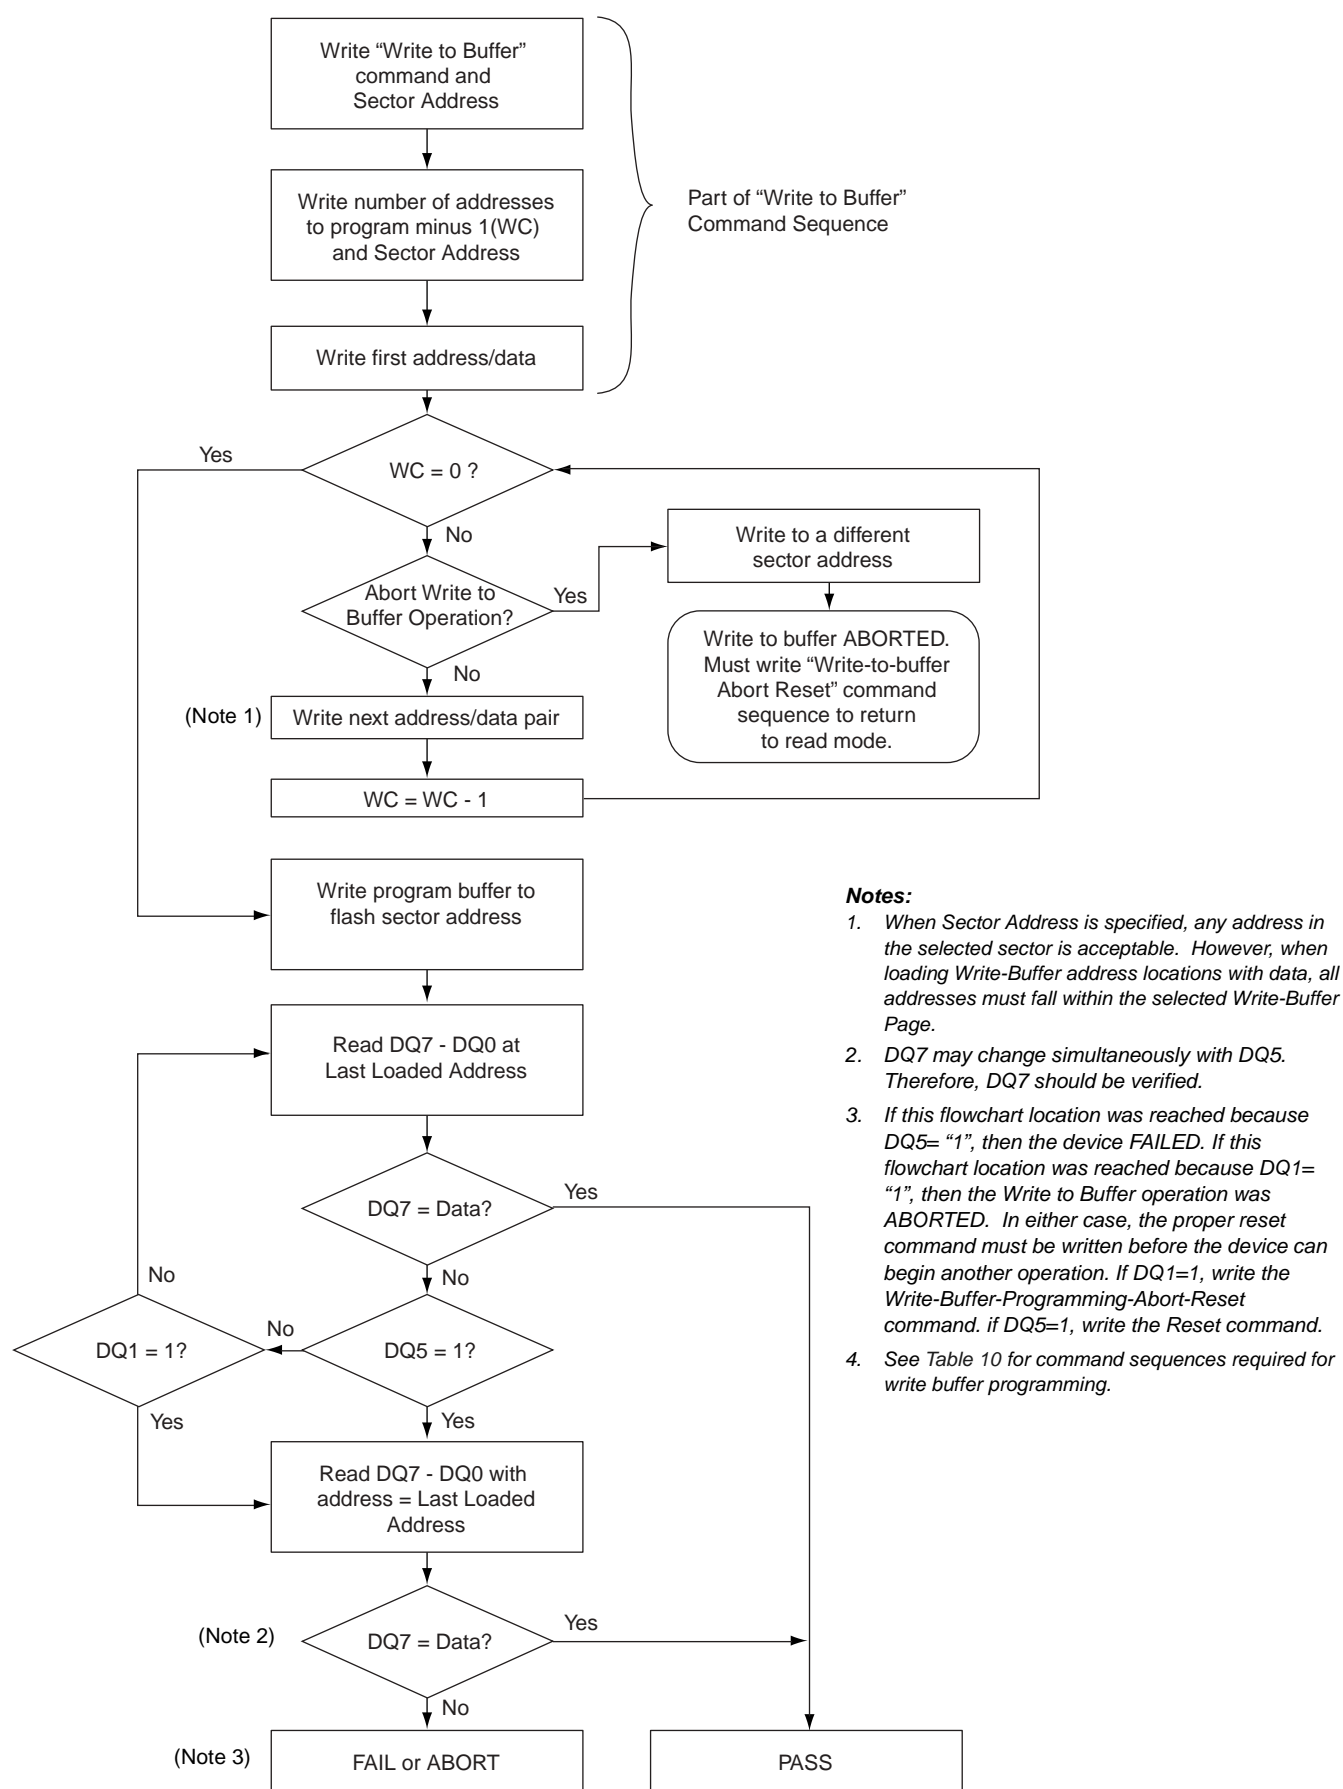 Write “Write to Buffer”
command and
Sector Address
Write number of addresses
to program minus 1(WC)
and Sector Address
Part of “Write to Buffer”
Command Sequence
Write first address/data
Yes
WC = 0 ?
No
Write to a different
sector address
Abort Write to
Buffer Operation?
Yes
Write to buffer ABORTED.
Must write “Write-to-buffer
Abort Reset” command
sequence to return
to read mode.
No
(Note 1)
Write next address/data pair
WC = WC - 1
Write program buffer to
flash sector address
Read DQ7 - DQ0 at
Last Loaded Address
DQ7 = Data?
Yes
No
No
DQ1 = 1?
No
DQ5 = 1?
Yes
Yes
Read DQ7 - DQ0 with
address = Last Loaded
Address
(Note 2)
DQ7 = Data?
Yes
No
(Note 3)
FAIL or ABORT
PASS
Notes:
1. When Sector Address is specified, any address in
the selected sector is acceptable. However, when
loading Write-Buffer address locations with data, all
addresses must fall within the selected Write-Buffer
Page.
2. DQ7 may change simultaneously with DQ5.
Therefore, DQ7 should be verified.
3. If this flowchart location was reached because
DQ5= “1”, then the device FAILED. If this
flowchart location was reached because DQ1=
“1”, then the Write to Buffer operation was
ABORTED. In either case, the proper reset
command must be written before the device can
begin another operation. If DQ1=1, write the
Write-Buffer-Programming-Abort-Reset
command. if DQ5=1, write the Reset command.
4. See Table 10 for command sequences required for
write buffer programming.